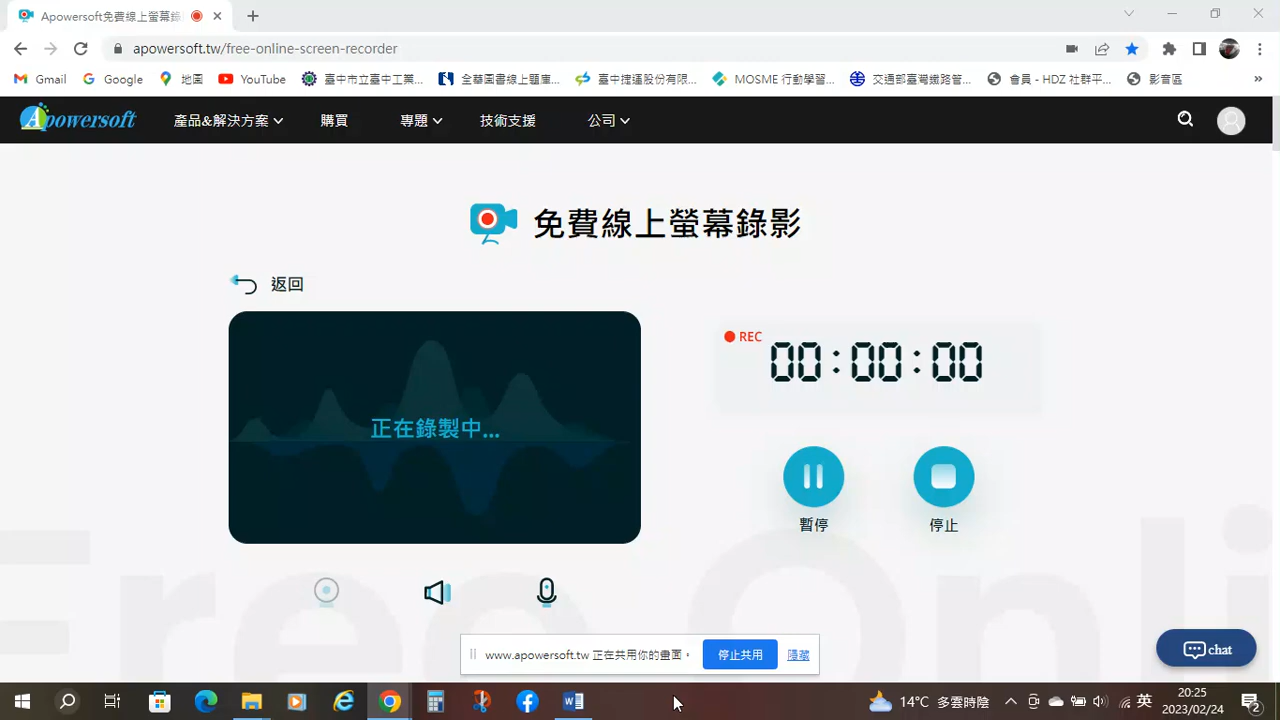 Apowersoft免費線上螢幕錄
apowersoft.tw/free-online-screen-recorder
Gmail Google 地圖 YouTube 臺中市立臺中工業... 全華圖書線上題庫... 臺中捷運股份有限... MOSME 行動學習... 交通部臺灣鐵路管... 會員 - HDZ 社群平... 影音區 »
Apowersoft 產品&解決方案 購買 專題 技術支援 公司
免費線上螢幕錄影
返回
REC
00:00:00
正在錄製中...
暫停 停止
Free Onli
www.apowersoft.tw 正在共用你的畫面。 停止共用 隱藏
chat
14°C 多雲時陰 英 20:25
2023/02/24 2